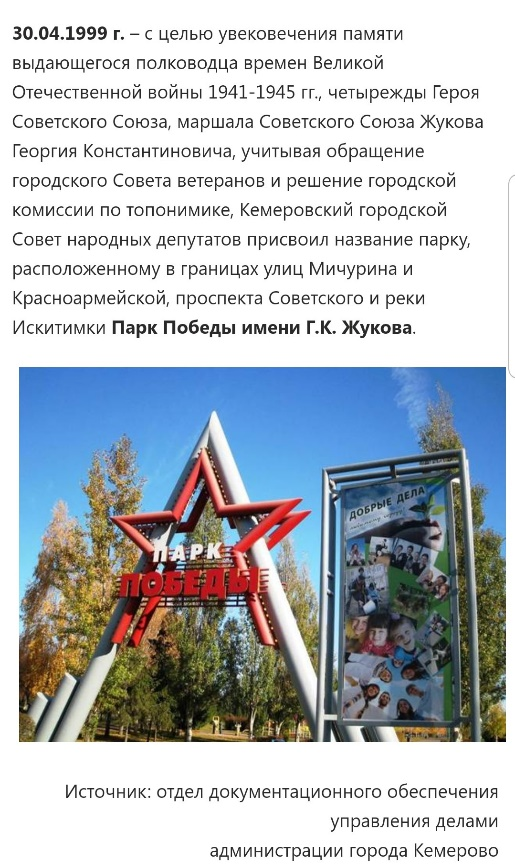 30.04.1999 г. – с целью увековечения памяти
выдающегося полководца времен Великой
Отечественной войны 1941-1945 гг., четырежды Героя
Советского Союза, маршала Советского Союза Жукова
Георгия Константиновича, учитывая обращение
городского Совета ветеранов и решение городской
комиссии по топонимике, Кемеровский городской
Совет народных депутатов присвоил название парку,
расположенному в границах улиц Мичурина и
Красноармейской, проспекта Советского и реки
Искитимки Парк Победы имени Г.К. Жукова.
ПАРК
ПОБЕДЫ
ДОБРЫЕ ДЕЛА
любимому городу
Источник: отдел документационного обеспечения
управления делами
администрации города Кемерово